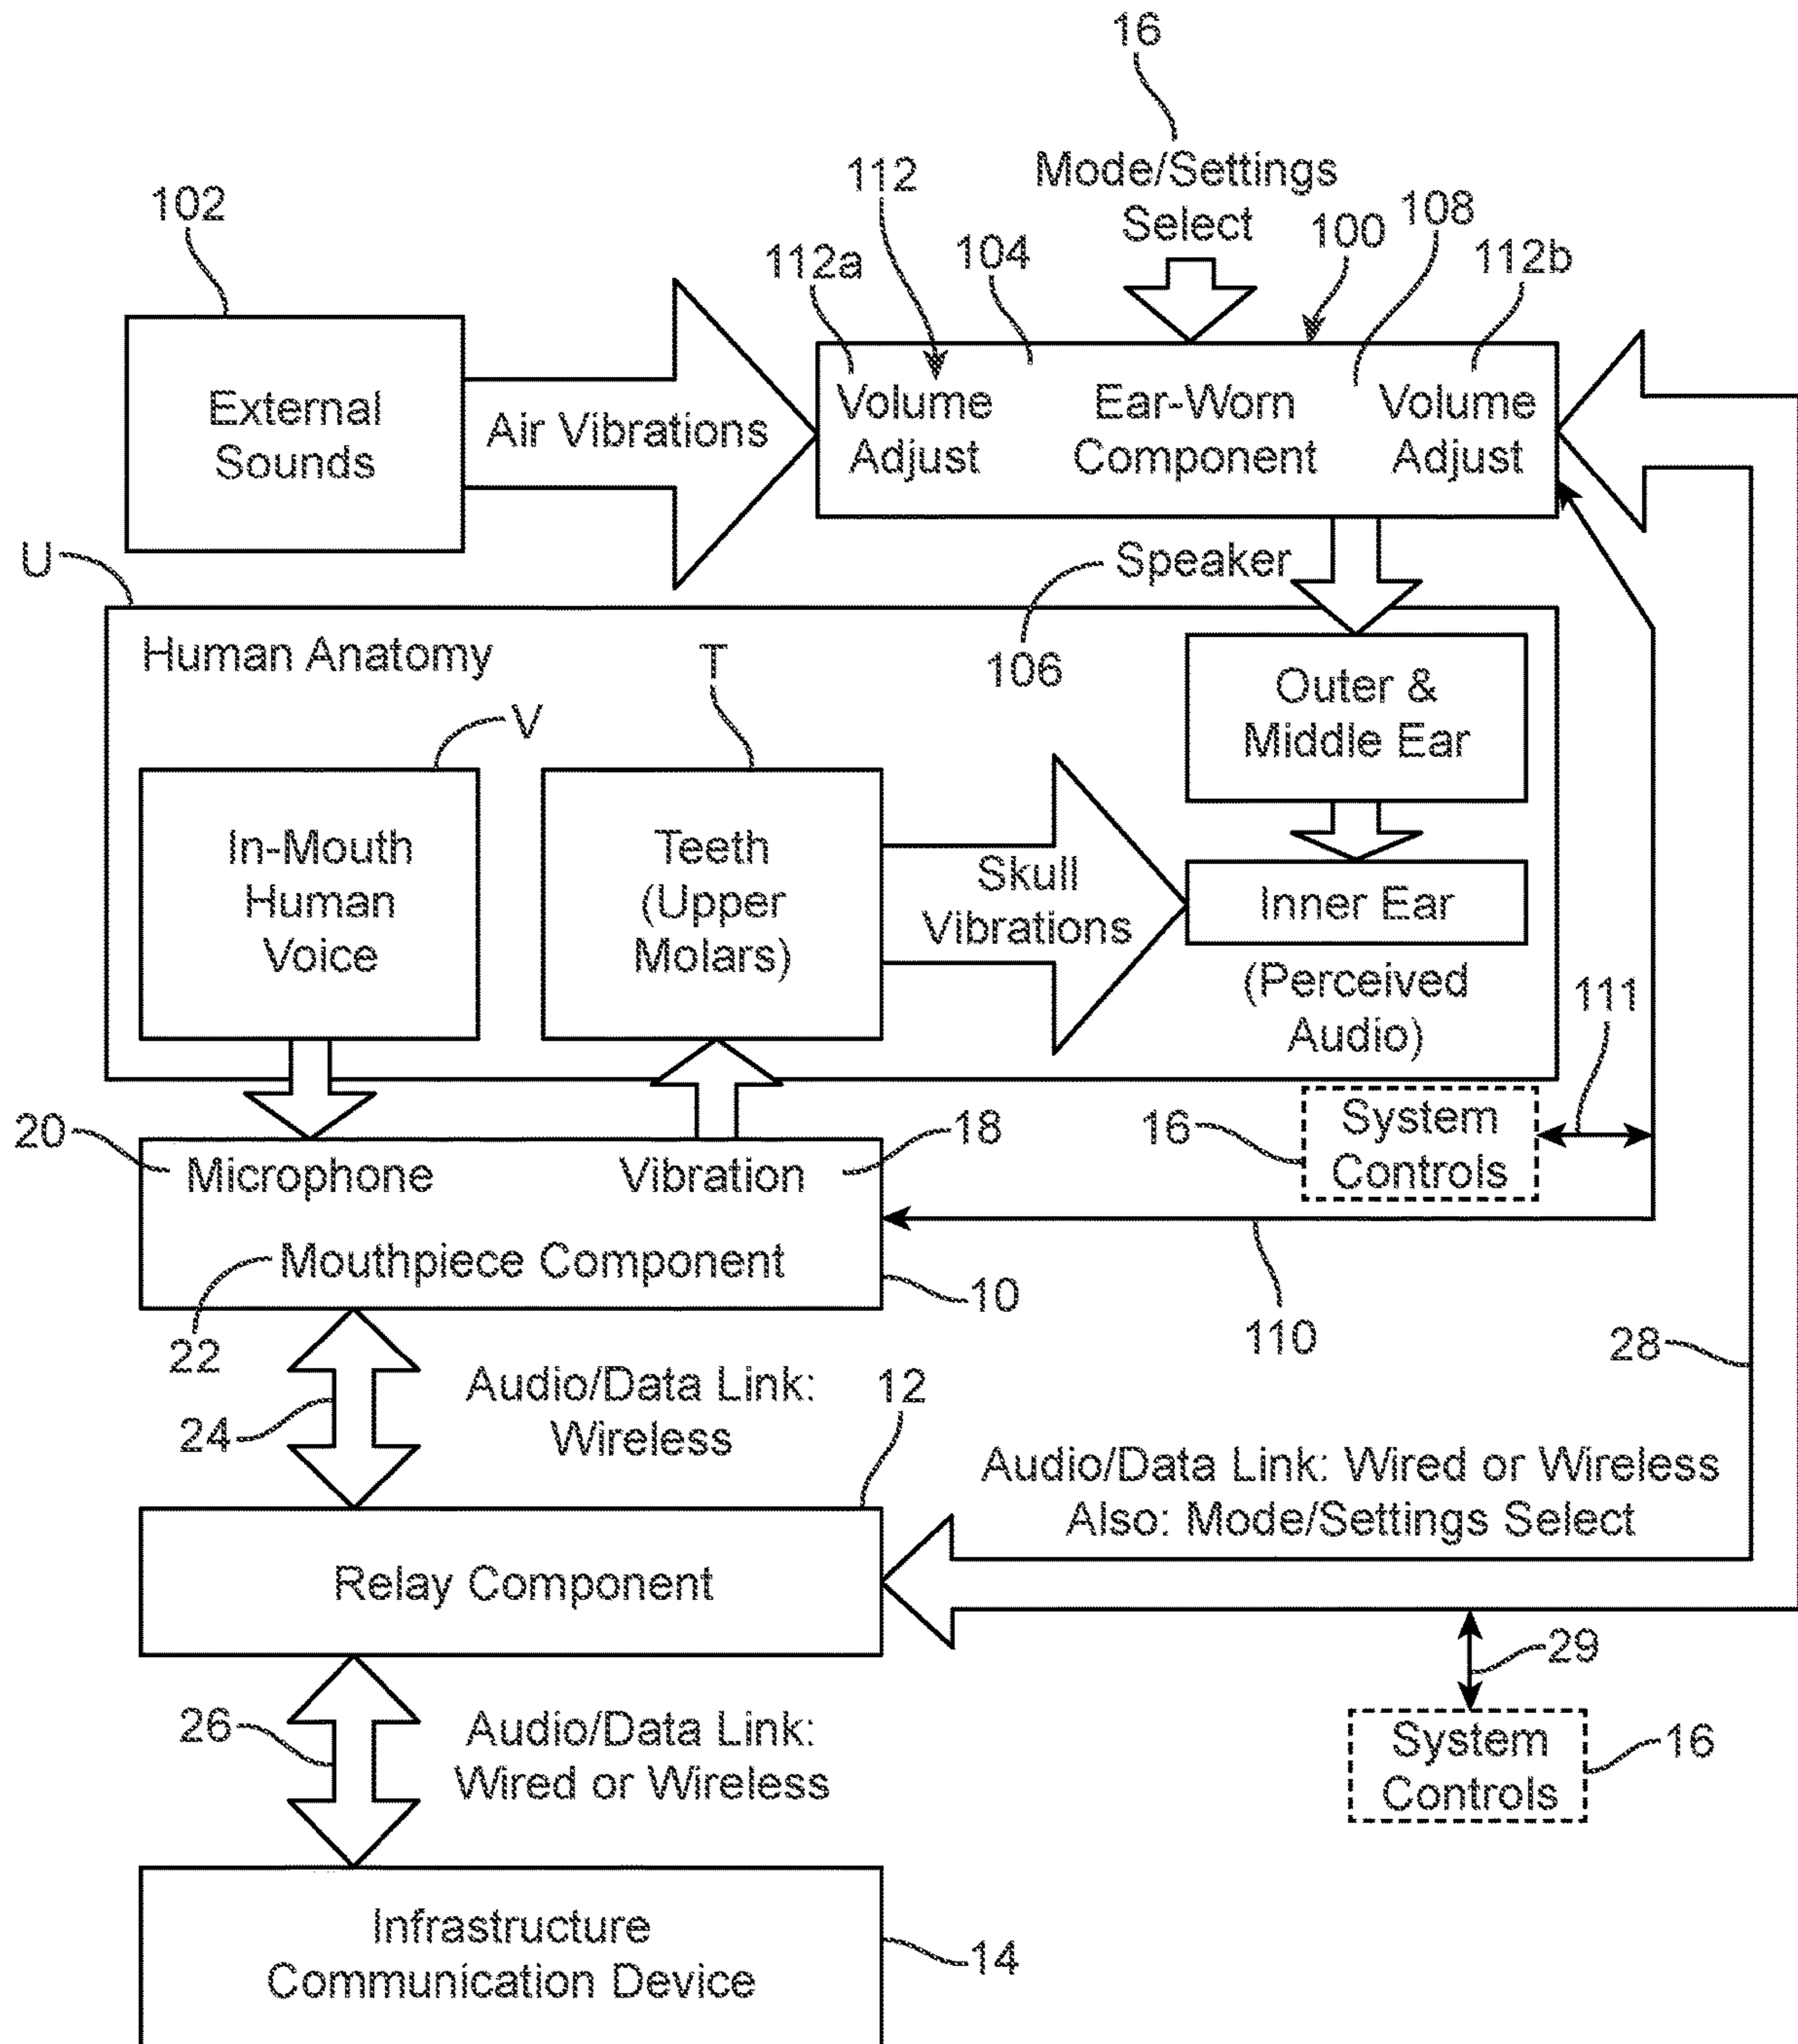 16
Mode/Settings
Select
112
108
102
112a
104
100
112b
External
Sounds
Air Vibrations
Volume
Adjust
Ear-Worn
Component
Volume
Adjust
U
Speaker
106
Human Anatomy
T
V
Outer &
Middle Ear
In-Mouth
Human
Voice
Teeth
(Upper
Molars)
Skull
Vibrations
Inner Ear
(Perceived
Audio)
111
20
Microphone
Vibration
18
16
System
Controls
Mouthpiece Component
10
22
110
28
24
Audio/Data Link:
Wireless
12
Audio/Data Link: Wired or Wireless
Also: Mode/Settings Select
Relay Component
29
26
Audio/Data Link:
Wired or Wireless
System
Controls
16
Infrastructure
Communication Device
14